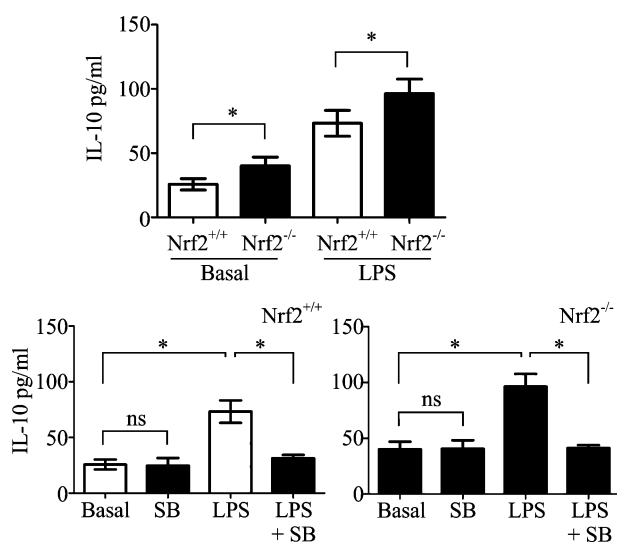 IL-10 pg/ml
150
100
50
0
* *
Nrf2+/+ Nrf2-/- Nrf2+/+ Nrf2-/-
Basal LPS
Nrf2+/+
IL-10 pg/ml
150
100
50
0
* *
ns
Basal SB LPS LPS
+ SB
Nrf2-/-
150
100
50
0
* *
ns
Basal SB LPS LPS
+ SB